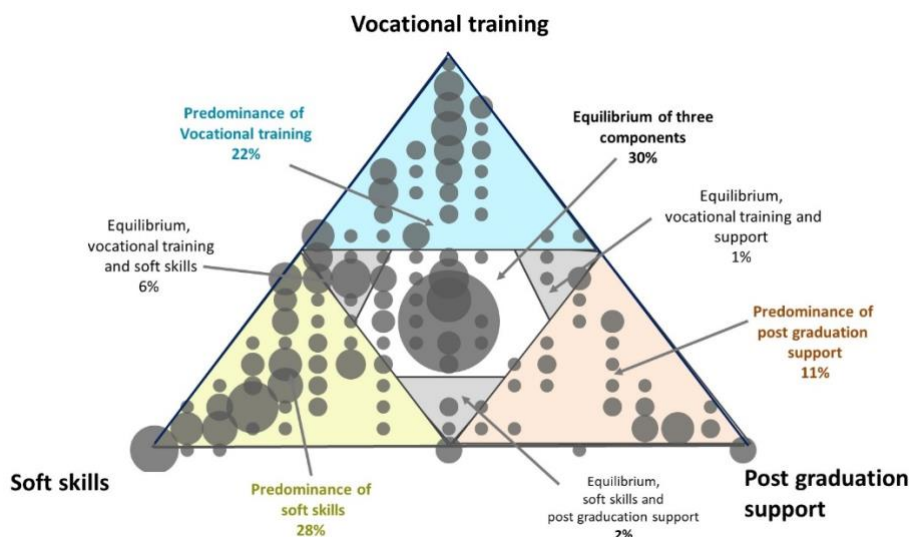 Vocational training
Predominance of
Vocational training
22%
Equilibrium of three
components
30%
Equilibrium,
vocational training and
support
1%
Equilibrium,
vocational training
and soft skills
6%
Predominance of
post graduation
support
11%
Soft skills
Predominance of
soft skills
28%
Equilibrium,
soft skills and
post graducation support
2%
Post graduation
support